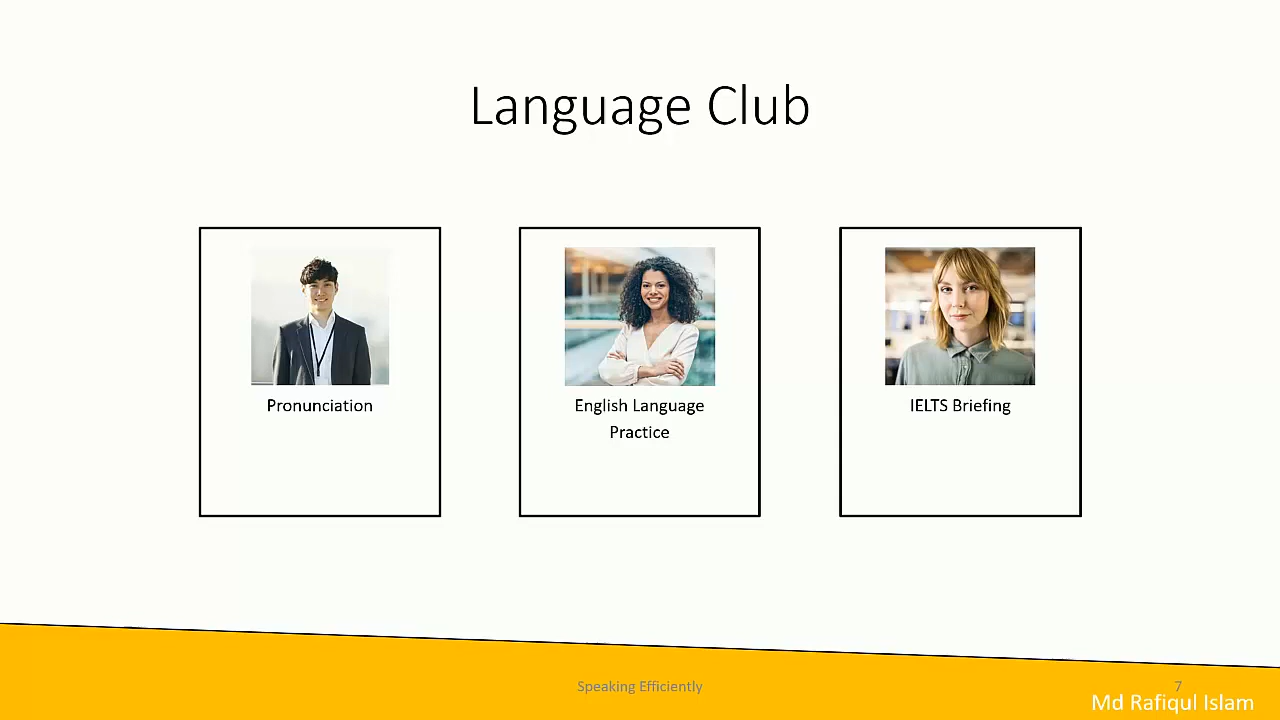 Language Club
Pronunciation
English Language
Practice
IELTS Briefing
Speaking Efficiently
7
Md Rafiqul Islam